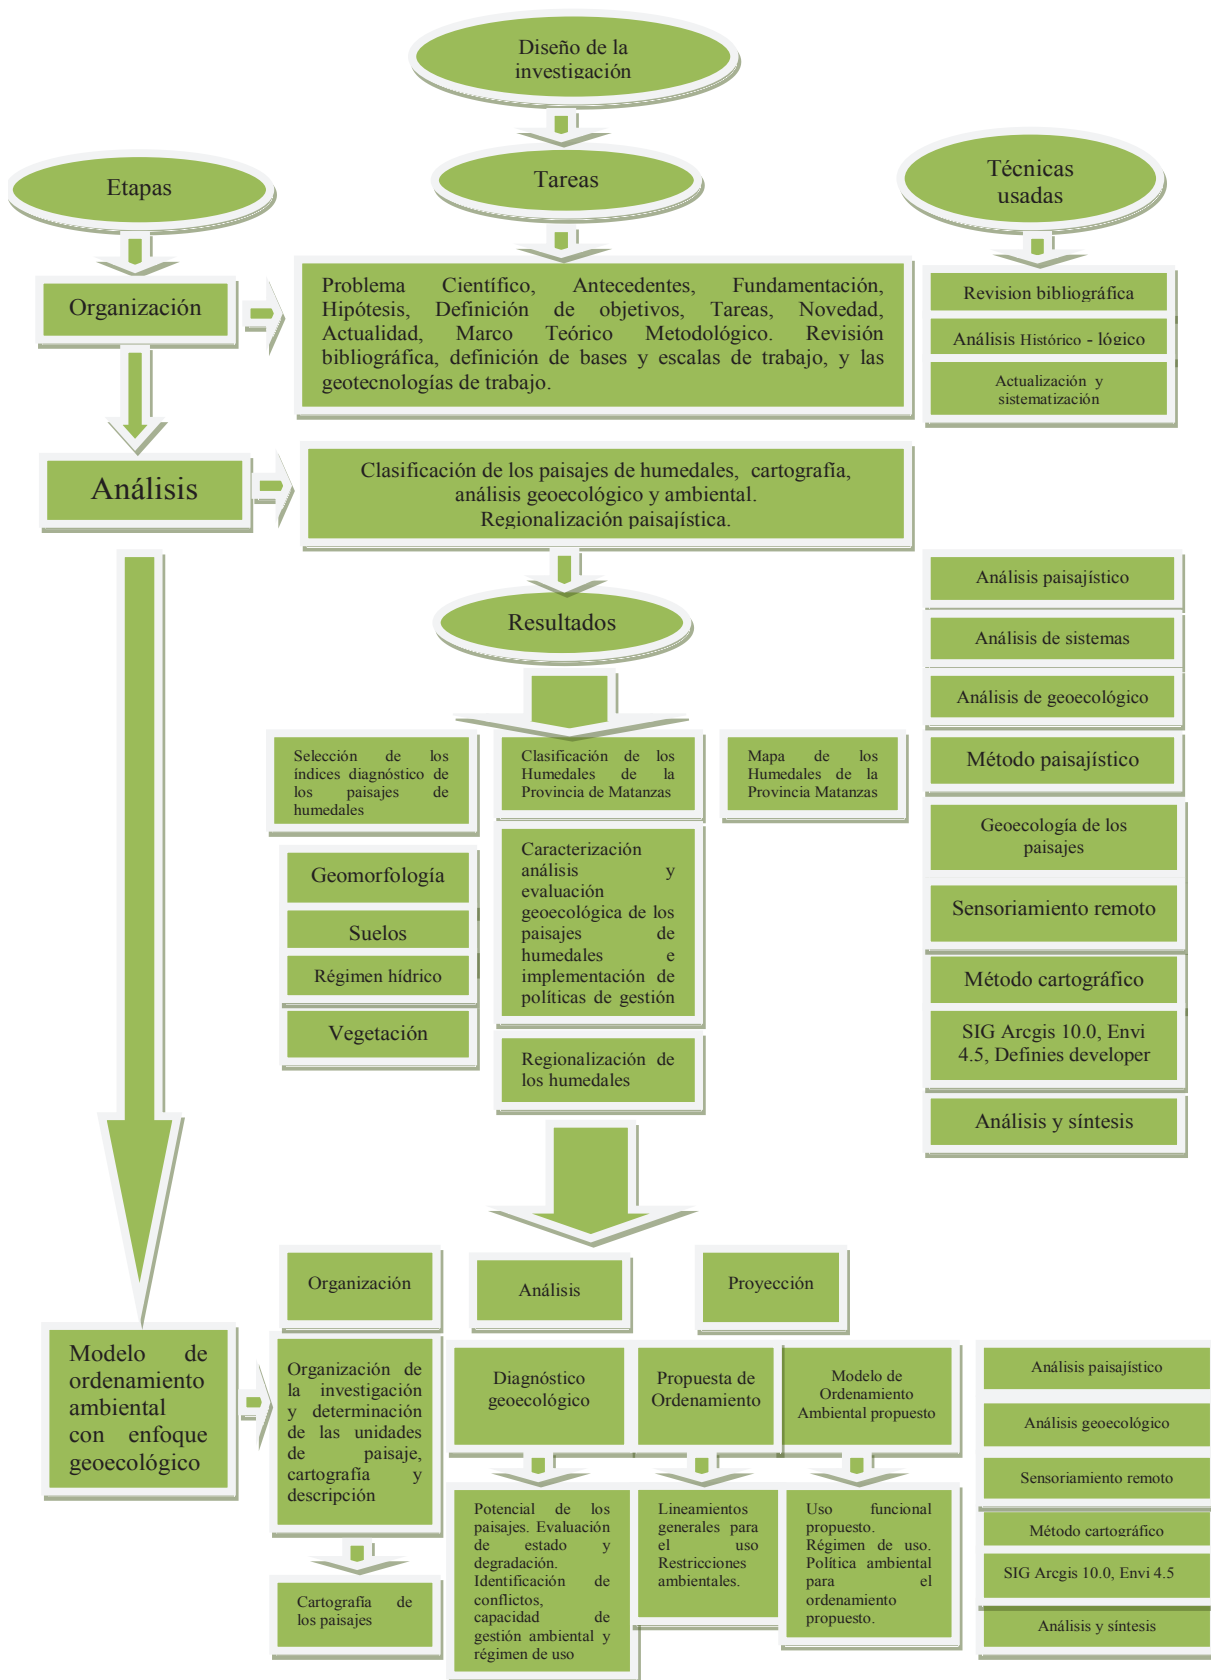 Diseño de la
investigación
Etapas
Tareas
Técnicas
usadas
Organización
Problema Científico, Antecedentes, Fundamentación,
Hipótesis, Definición de objetivos, Tareas, Novedad,
Actualidad, Marco Teórico Metodológico. Revisión
bibliográfica, definición de bases y escalas de trabajo, y las
geotecnologías de trabajo.
Revision bibliográfica
Análisis Histórico - lógico
Actualización y
sistematización
Análisis
Clasificación de los paisajes de humedales, cartografía,
análisis geoecológico y ambiental.
Regionalización paisajística.
Resultados
Selección de los
índices diagnóstico de
los paisajes de
humedales
Geomorfología
Suelos
Régimen hídrico
Vegetación
Clasificación de los
Humedales de la
Provincia de Matanzas
Caracterización
análisis y
evaluación
geoecológica de los
paisajes de
humedales e
implementación de
políticas de gestión
Regionalización de
los humedales
Mapa de los
Humedales de la
Provincia Matanzas
Análisis paisajístico
Análisis de sistemas
Análisis de geoecológico
Método paisajístico
Geoecología de los
paisajes
Sensoriamiento remoto
Método cartográfico
SIG Arcgis 10.0, Envi
4.5, Definies developer
Análisis y síntesis
Modelo de
ordenamiento
ambiental
con enfoque
geoecológico
Organización
Organización de
la investigación
y determinación
de las unidades
de paisaje,
cartografía y
descripción
Cartografía de
los paisajes
Análisis
Proyección
Diagnóstico
geoecológico
Propuesta de
Ordenamiento
Modelo de
Ordenamiento
Ambiental propuesto
Potencial de los
paisajes. Evaluación
de estado y
degradación.
Identificación de
conflictos,
capacidad de
gestión ambiental y
régimen de uso
Lineamientos
generales para
el uso
Restricciones
ambientales.
Uso funcional
propuesto.
Régimen de uso.
Política ambiental
para el
ordenamiento
propuesto.
Análisis paisajístico
Análisis geoecológico
Sensoriamiento remoto
Método cartográfico
SIG Arcgis 10.0, Envi 4.5
Análisis y síntesis